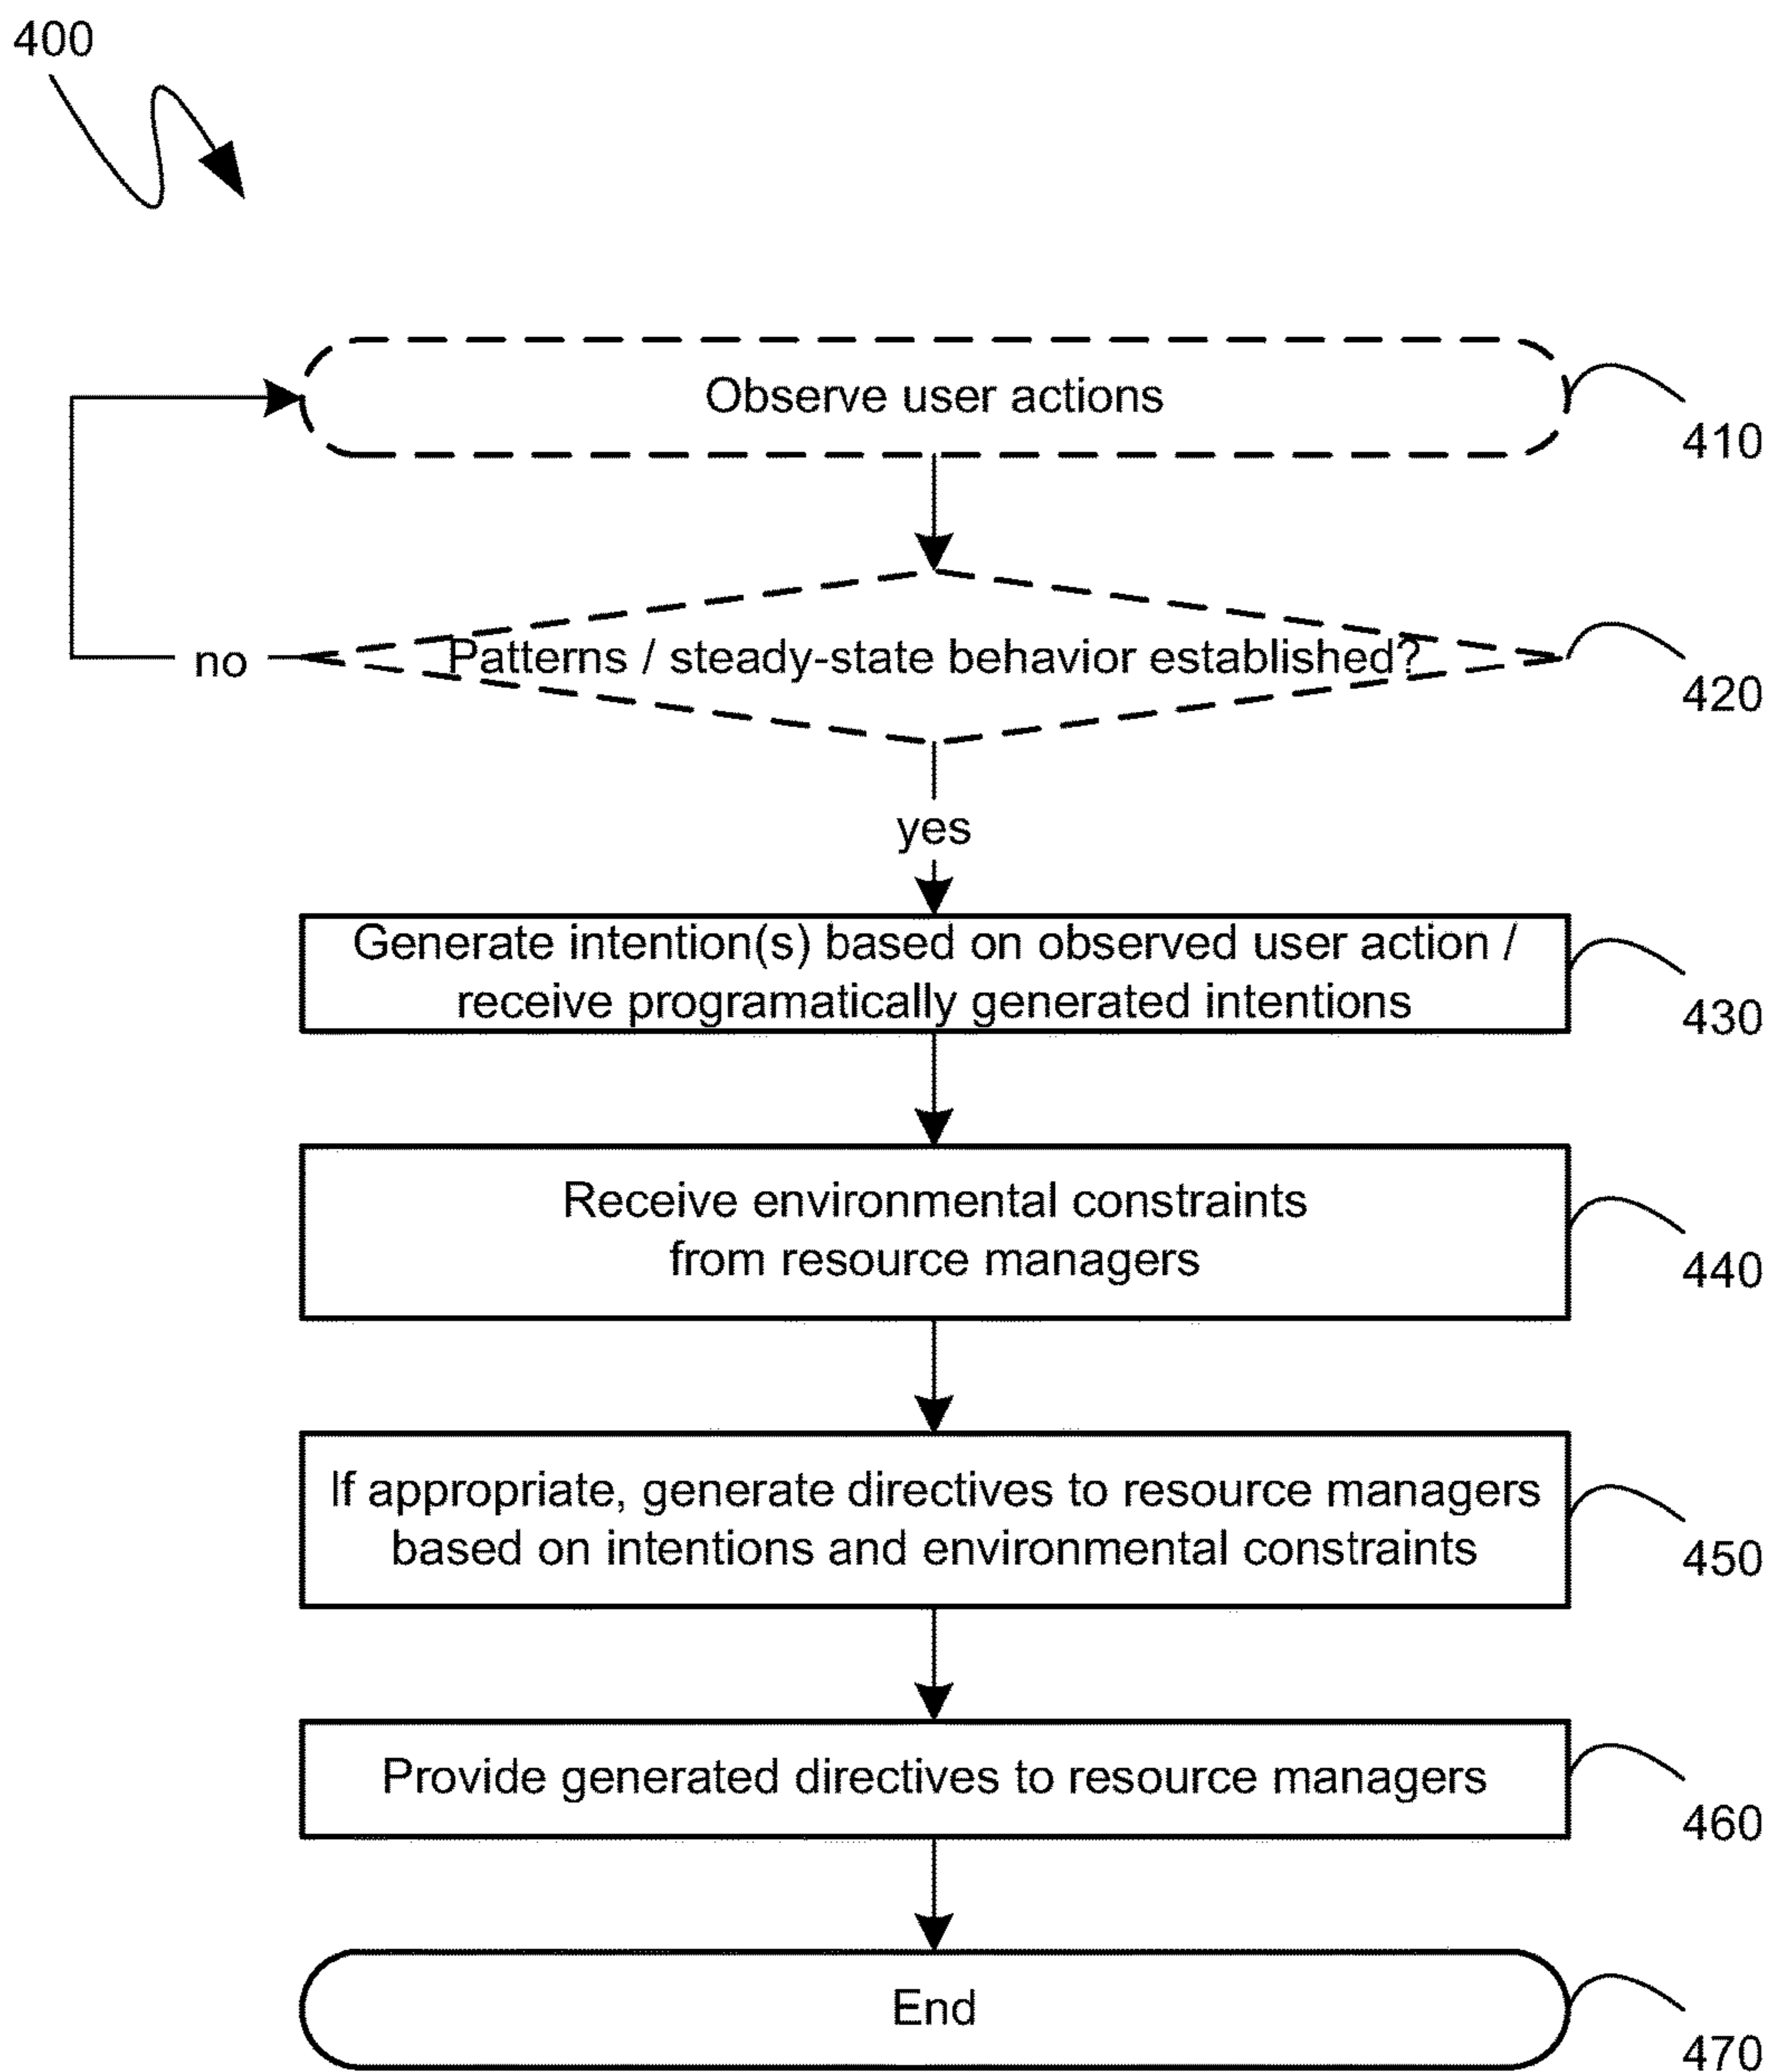 400
Observe user actions
410
Patterns / steady-state behavior established?
no
420
yes
Generate intention(s) based on observed user action /
receive programatically generated intentions
430
Receive environmental constraints
from resource managers
440
If appropriate, generate directives to resource managers
based on intentions and environmental constraints
450
Provide generated directives to resource managers
460
End
470